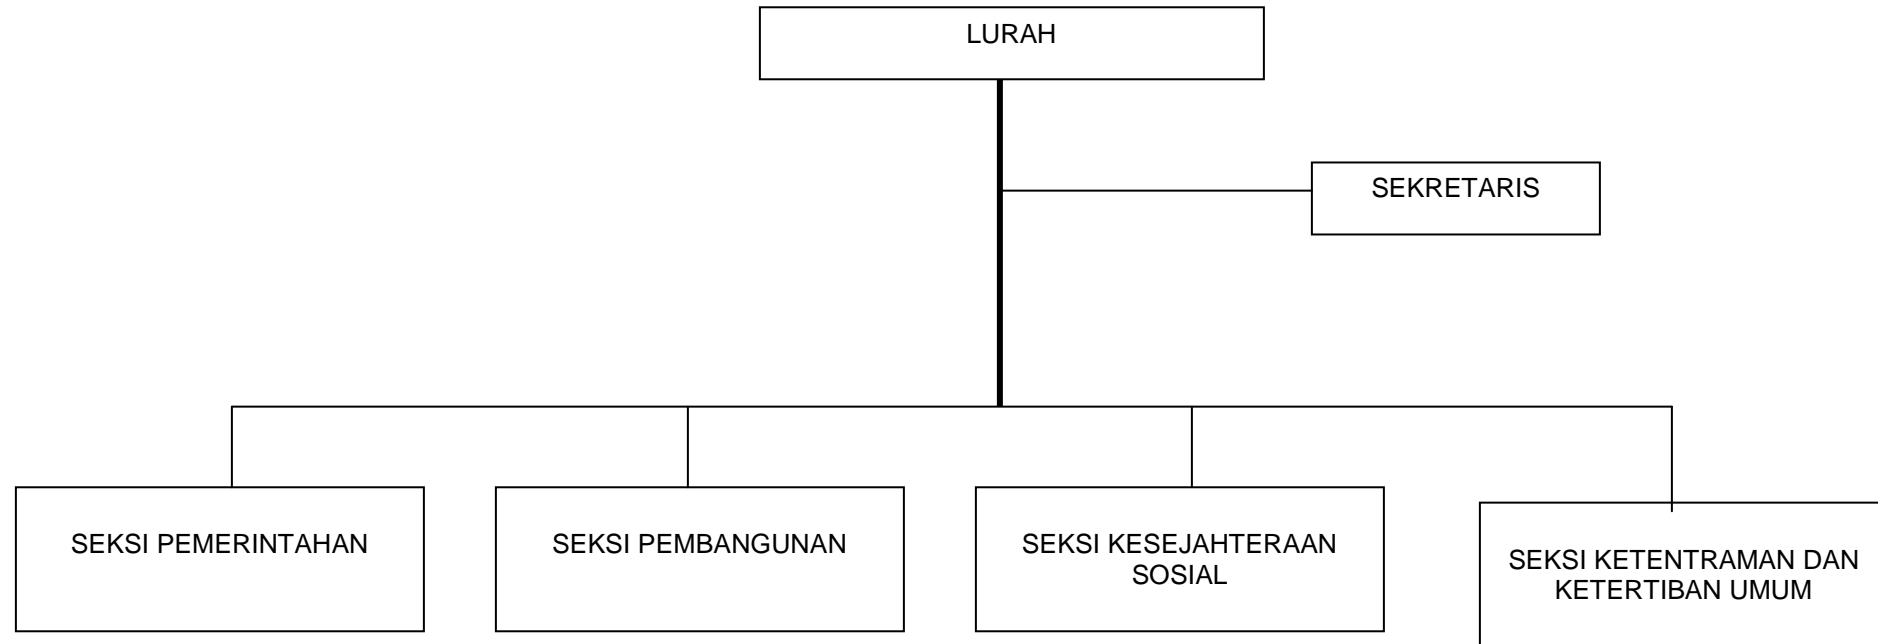 LURAH
SEKRETARIS
SEKSI PEMERINTAHAN
SEKSI PEMBANGUNAN
SEKSI KESEJAHTERAAN
SOSIAL
SEKSI KETENTRAMAN DAN
KETERTIBAN UMUM